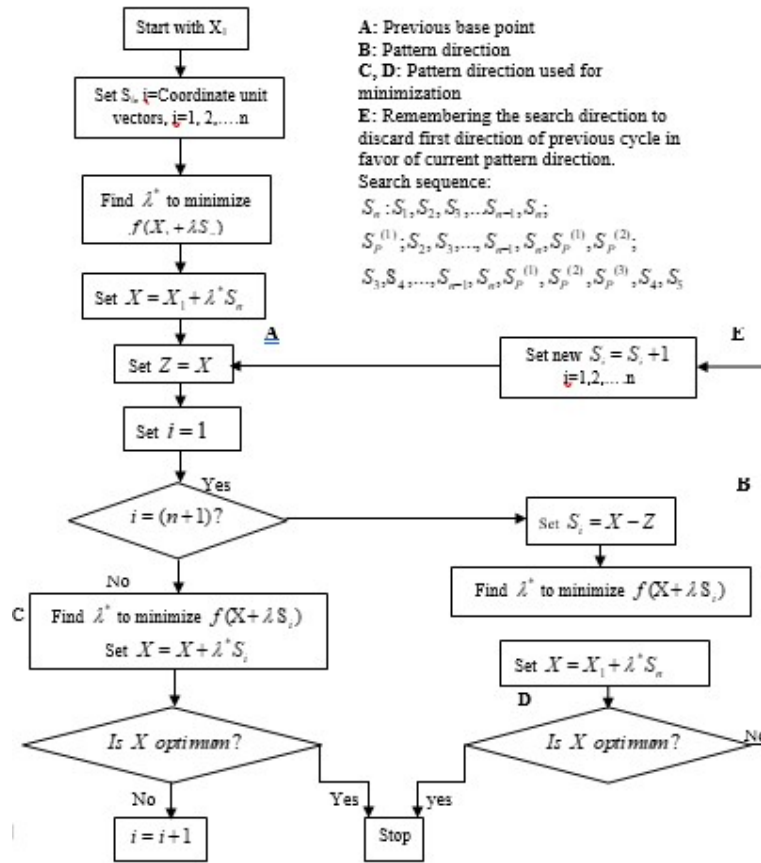 Start with X₁
Set Sᵢ, i=Coordinate unit
vectors, i=1, 2,....n
Find λ* to minimize
f(X. + λS.)
Set X = X₁ + λ*Sₙ
A
Set Z = X
Set i = 1
Yes
i = (n+1)?
No
C
Find λ* to minimize f(X+λSᵢ)
Set X = X + λ*Sᵢ
Is X optimum?
No
Yes
i = i+1
Stop
A: Previous base point
B: Pattern direction
C, D: Pattern direction used for
minimization
E: Remembering the search direction to
discard first direction of previous cycle in
favor of current pattern direction.
Search sequence:
Sₙ : S₁, S₂, S₃, ...Sₙ₋₁, Sₙ;
Sₚ⁽¹⁾; S₂, S₃, ..., Sₙ₋₁, Sₙ, Sₚ⁽¹⁾, Sₚ⁽²⁾;
S₃, S₄, ..., Sₙ₋₁, Sₙ, Sₚ⁽¹⁾, Sₚ⁽²⁾, Sₚ⁽³⁾, S₄, S₅
E
Set new Sᵢ = Sᵢ +1
i=1,2,... .n
B
Set Sᵢ = X − Z
Find λ* to minimize f(X+λSᵢ)
Set X = X₁ + λ*Sₙ
D
Is X optimum?
yes